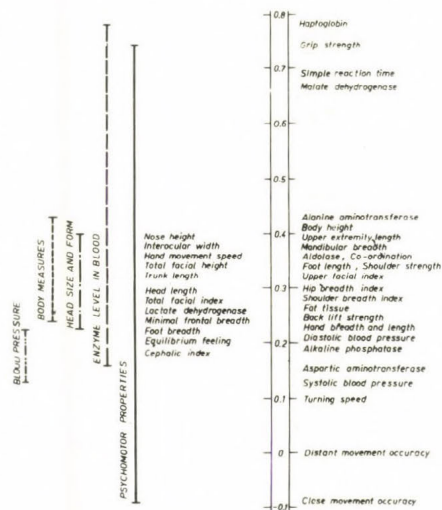 BLOOD PRESSURE
BODY MEASURES
HEAD SIZE AND FORM
ENZYME LEVEL IN BLOOD
PSYCHOMOTOR PROPERTIES
Nose height
Interocular width
Hand movement speed
Total facial height
Trunk length
Head length
Total facial index
Lactate dehydrogenase
Minimal frontal breadth
Foot breadth
Equilibrium feeling
Cephalic index
0.8
0.7
0.6
0.5
0.4
0.3
0.2
0.1
0
-0.1
Haptoglobin
Grip strength
Simple reaction time
Malate dehydrogenase
Alanine aminotransferase
Body height
Upper extremity length
Mandibular breadth
Aldolase, Co-ordination
Foot length, Shoulder strength
Upper facial index
Hip breadth index
Shoulder breadth index
Fat tissue
Back lift strength
Hand breadth and length
Diastolic blood pressure
Alkaline phosphatase
Aspartic aminotransferase
Systolic blood pressure
Turning speed
Distant movement accuracy
Close movement accuracy